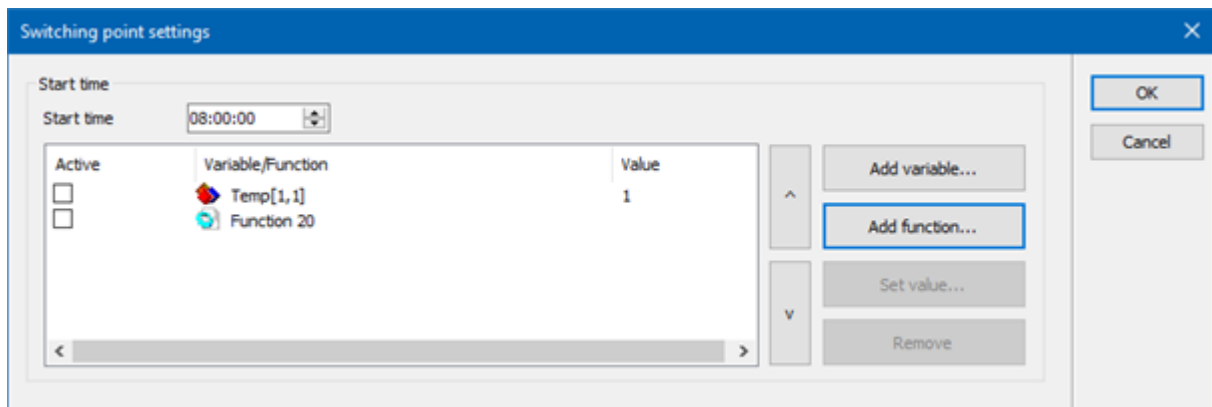 Switching point settings
Start time
Start time 08:00:00
OK
Cancel
Active Variable/Function Value
Temp[1,1] 1
Function 20
Add variable...
Add function...
Set value...
Remove